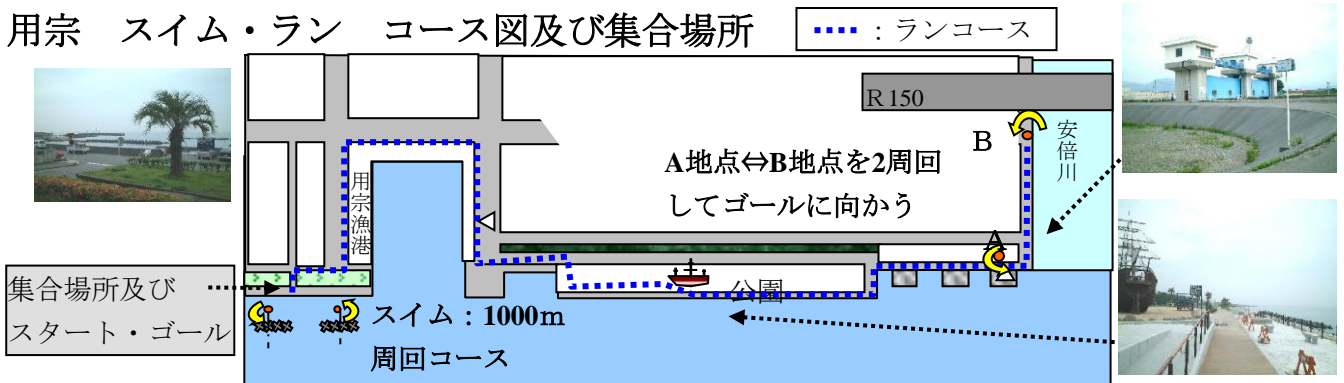 用宗　スイム・ラン　コース図及び集合場所
：ランコース
R150
B
安倍川
A地点⇔B地点を2周回
してゴールに向かう
用宗漁港
A
集合場所及び
スタート・ゴール
公園
スイム：1000m
周回コース